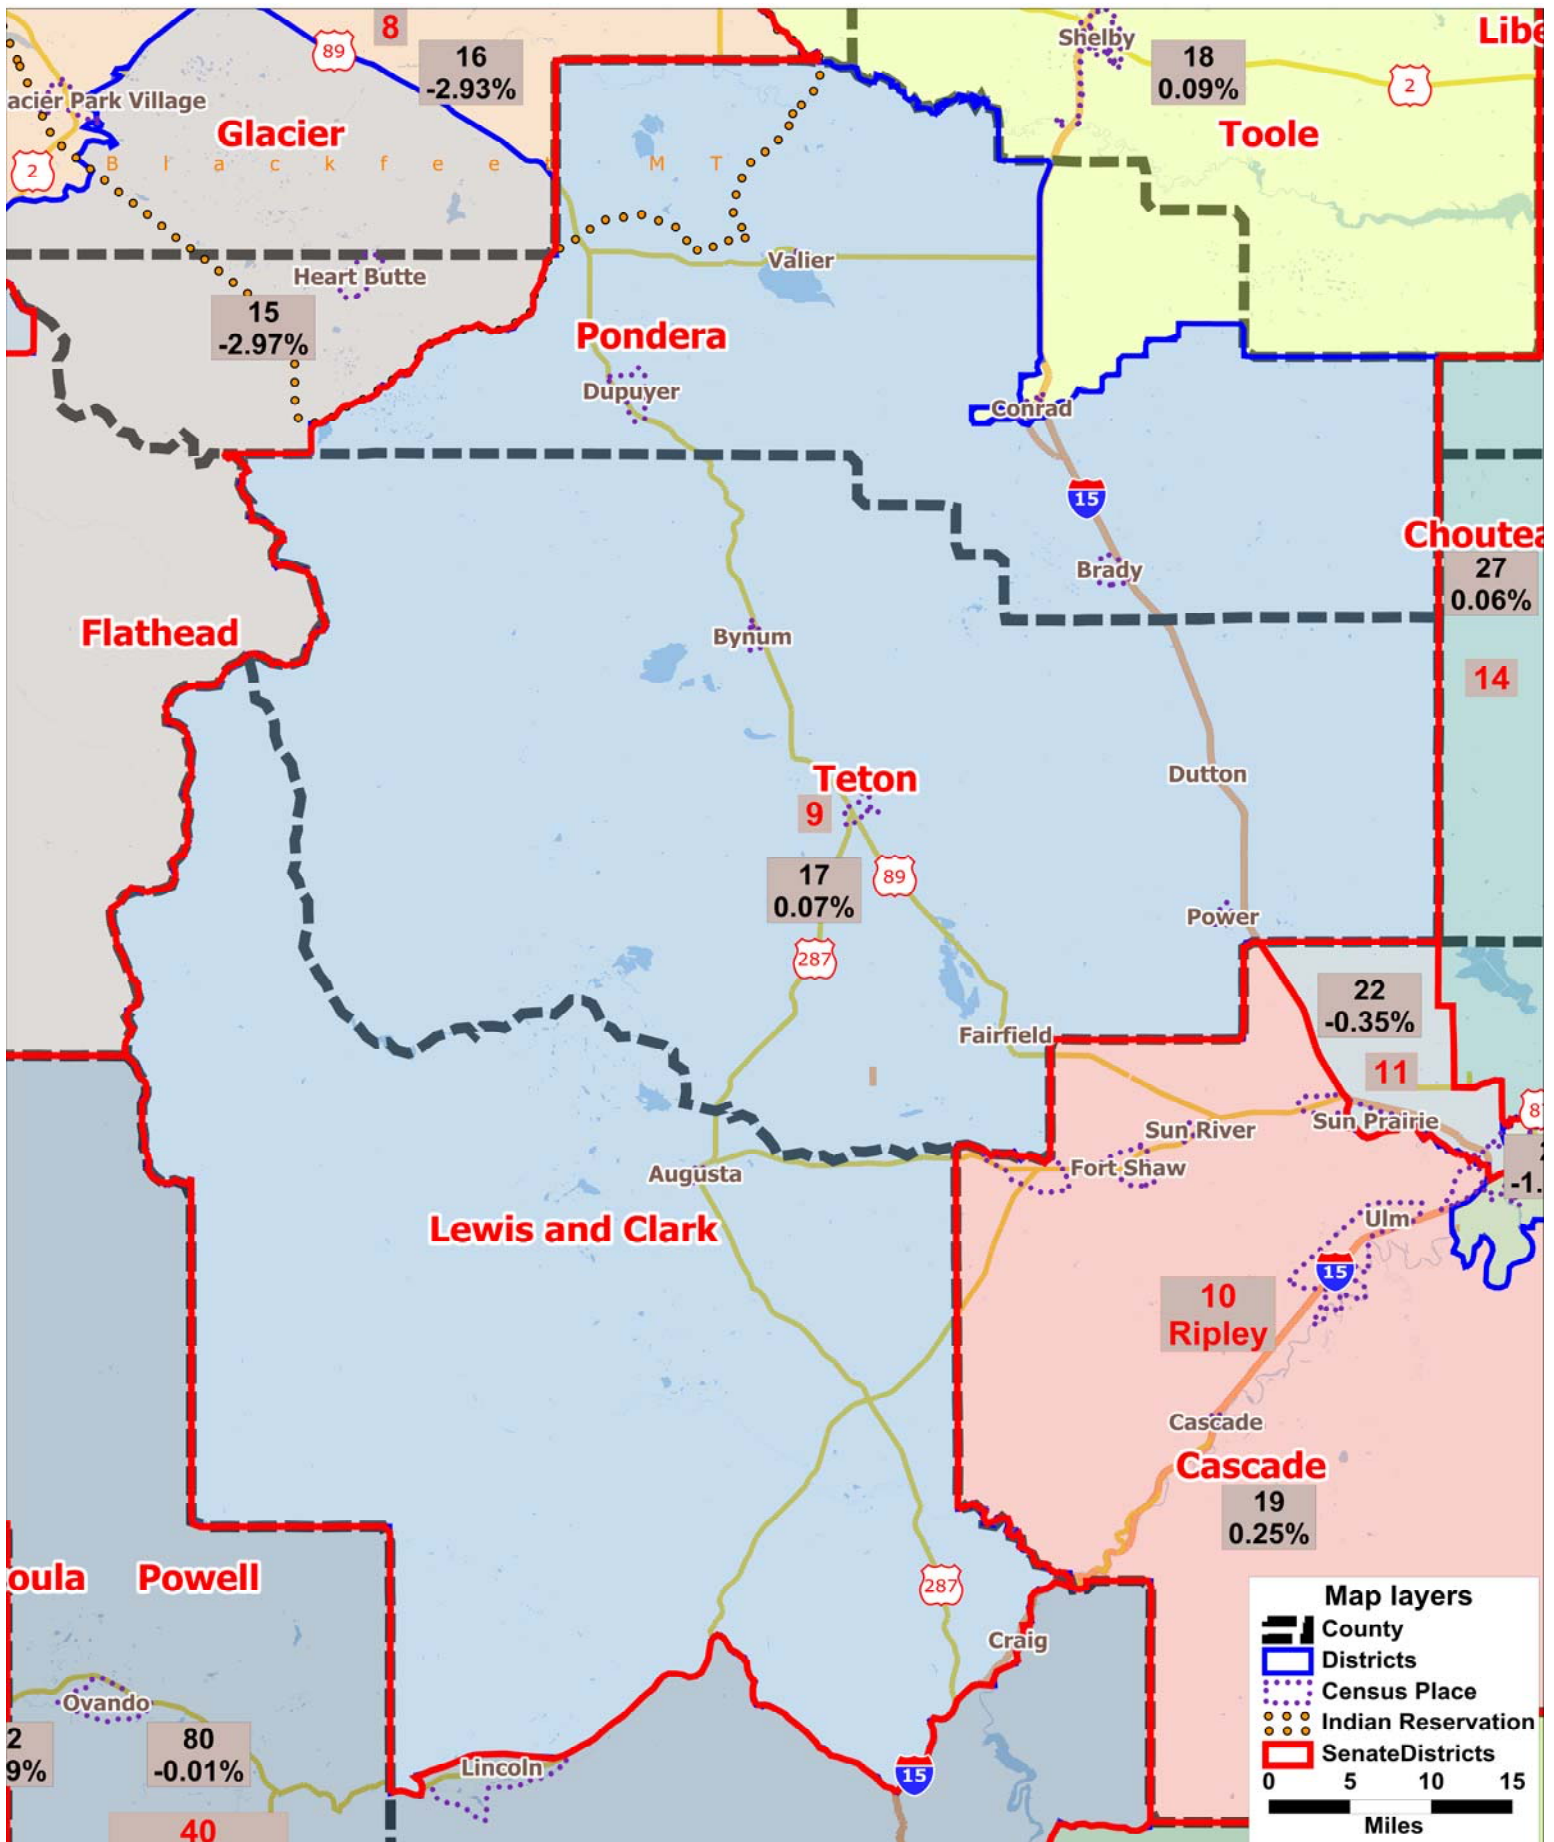 8
89
16
-2.93%
Shelby
18
0.09%
2
Libe
acier Park Village
Glacier
Toole
2
Blackfeet MT
Heart Butte
Valier
15
-2.97%
Pondera
Dupuyer
Conrad
15
Choutea
27
0.06%
Brady
Flathead
Bynum
14
Teton
Dutton
9
17
0.07%
89
Power
287
22
-0.35%
Fairfield
11
87
Sun Prairie
Sun River
Fort Shaw
-1.
Augusta
Lewis and Clark
Ulm
15
10
Ripley
Cascade
Cascade
19
0.25%
oula
Powell
287
Craig
Ovando
2
9%
80
-0.01%
Lincoln
15
40
Map layers
County
Districts
Census Place
Indian Reservation
SenateDistricts
0 5 10 15
Miles